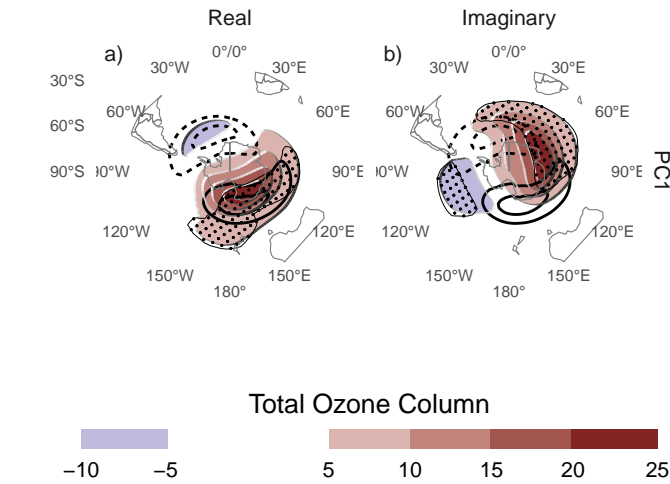 Real
Imaginary
a)
b)
0°/0°
0°/0°
30°W
30°E
30°W
30°E
30°S
60°W
60°E
60°W
60°E
60°S
90°S
90°E
90°E
PC1
120°W
120°E
120°W
120°E
150°W
150°E
150°W
150°E
180°
180°
Total Ozone Column
−10
−5
5
10
15
20
25